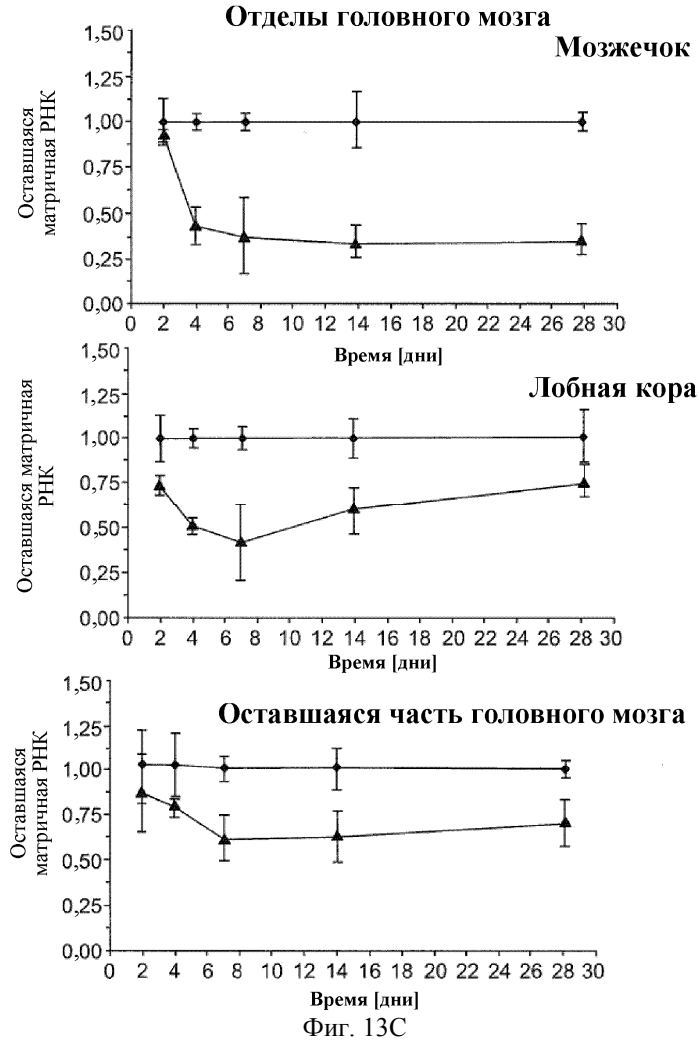 Отделы головного мозга
Мозжечок
Оставшаяся
матричная РНК
1,50
1,25
1,00
0,75
0,50
0,25
0,00
0 2 4 6 8 10 12 14 16 18 20 22 24 26 28 30
Время [дни]
Лобная кора
Оставшаяся матричная
РНК
1,50
1,25
1,00
0,75
0,50
0,25
0,00
0 2 4 6 8 10 12 14 16 18 20 22 24 26 28 30
Время [дни]
Оставшаяся часть головного мозга
Оставшаяся
матричная РНК
1,50
1,25
1,00
0,75
0,50
0,25
0,00
0 2 4 6 8 10 12 14 16 18 20 22 24 26 28 30
Время [дни]
Фиг. 13C